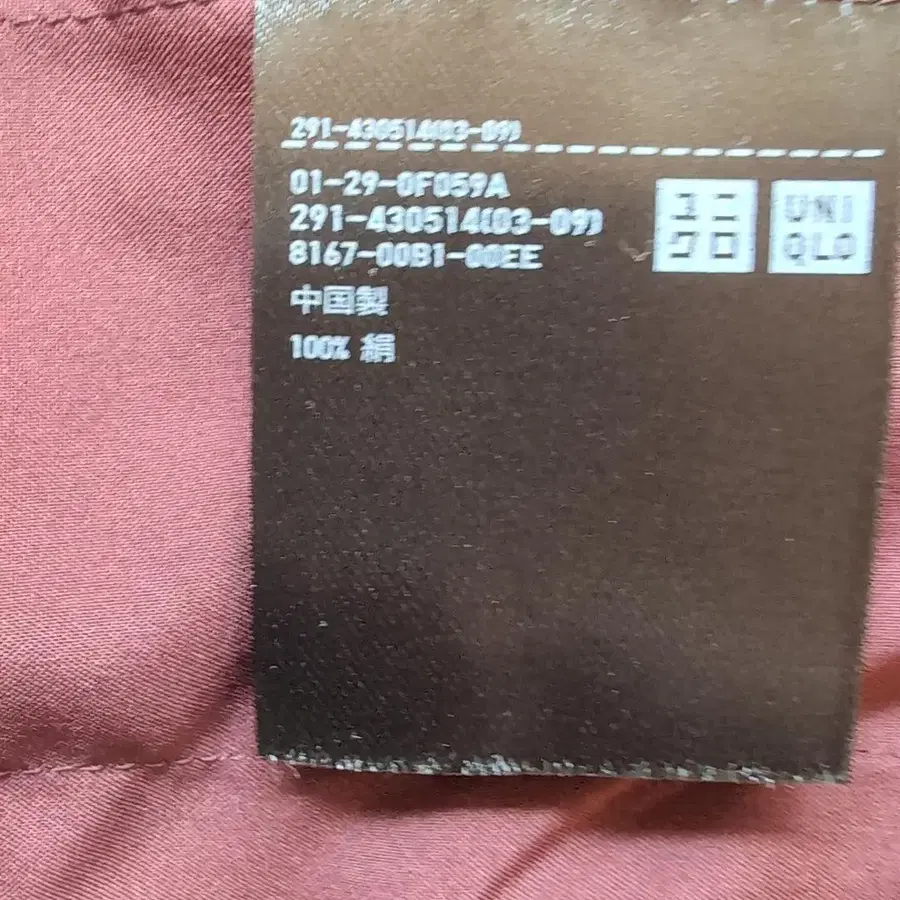 291-430514(03-09)
01-29-0F059A
291-430514(03-09)
8167-00B1-00EE
中国製
100% 絹
ユニ
クロ
UNI
QLO